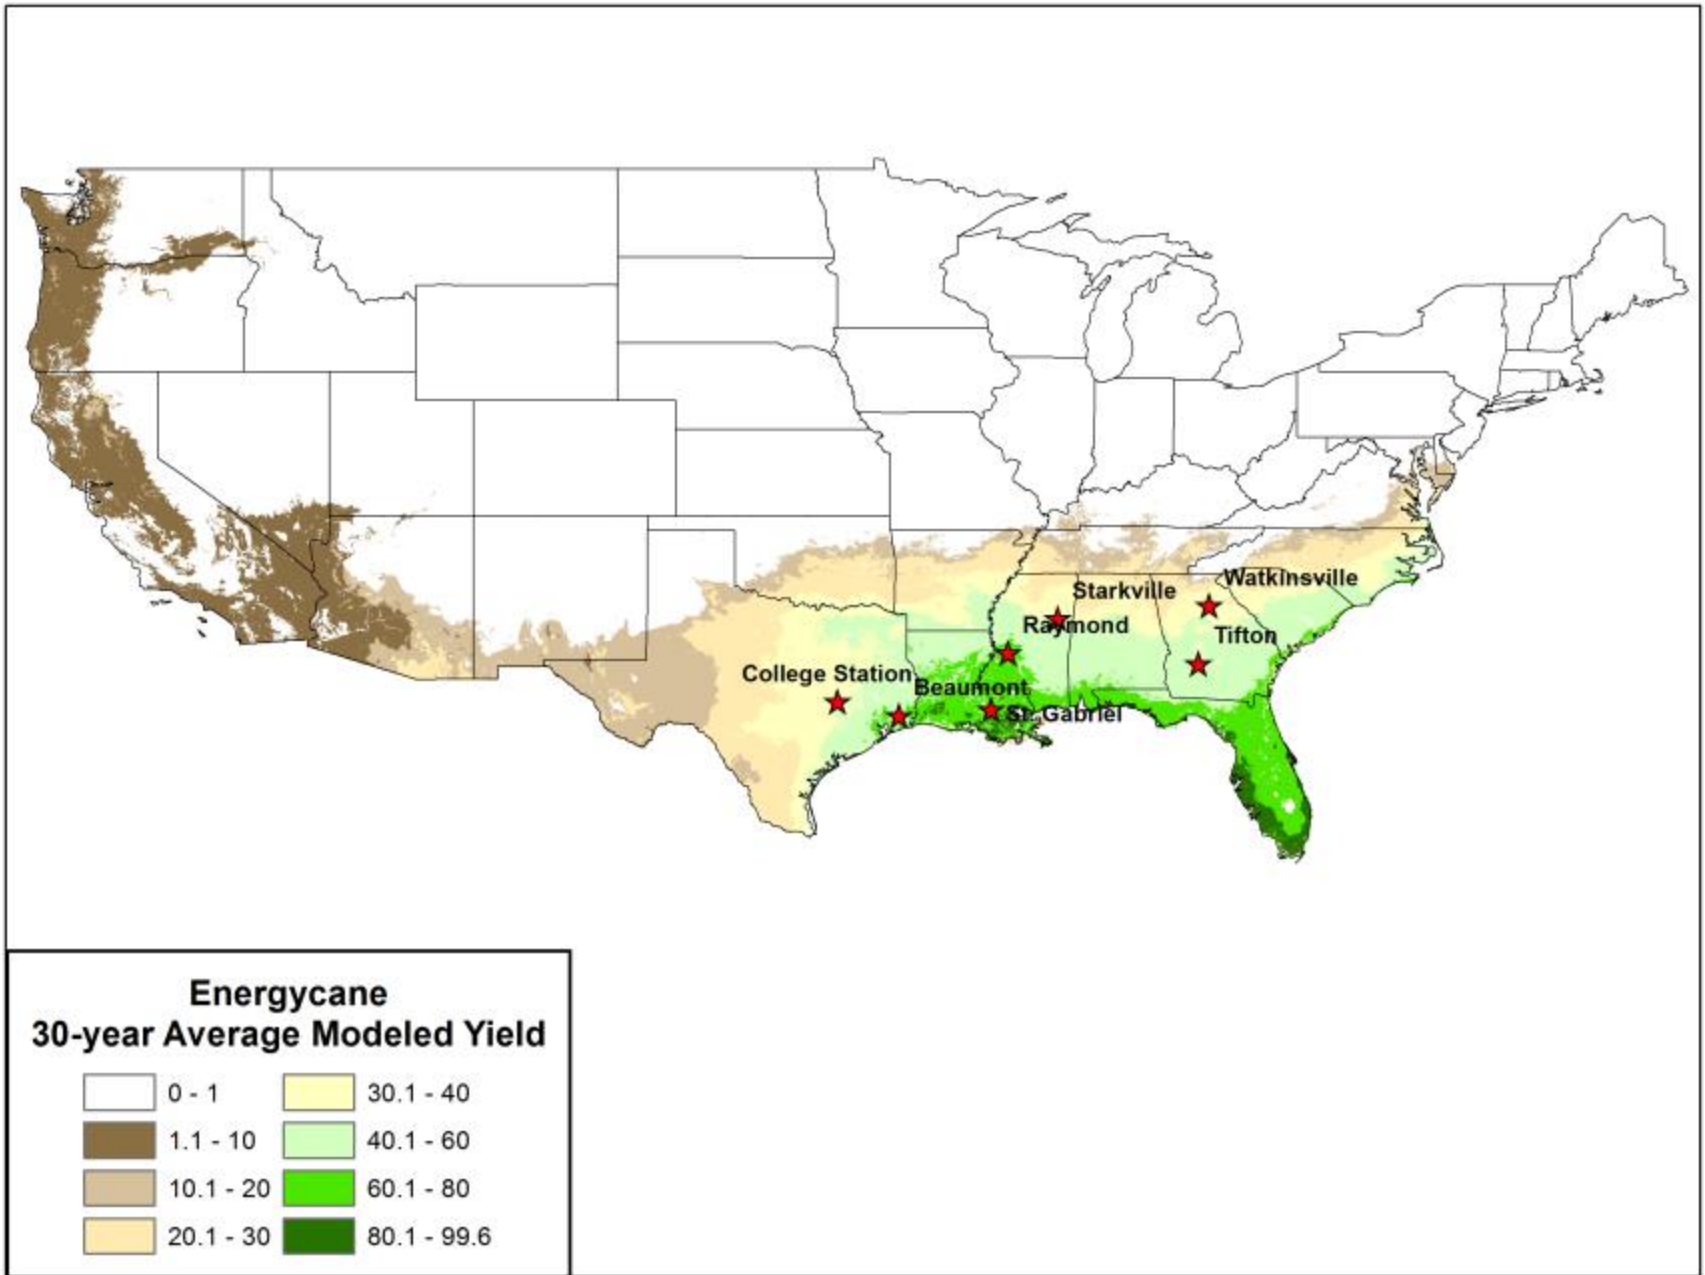 Watkinsville
Starkville
Raymond
Tifton
College Station
Beaumont
St. Gabriel
Energycane
30-year Average Modeled Yield
0 - 1
30.1 - 40
1.1 - 10
40.1 - 60
10.1 - 20
60.1 - 80
20.1 - 30
80.1 - 99.6